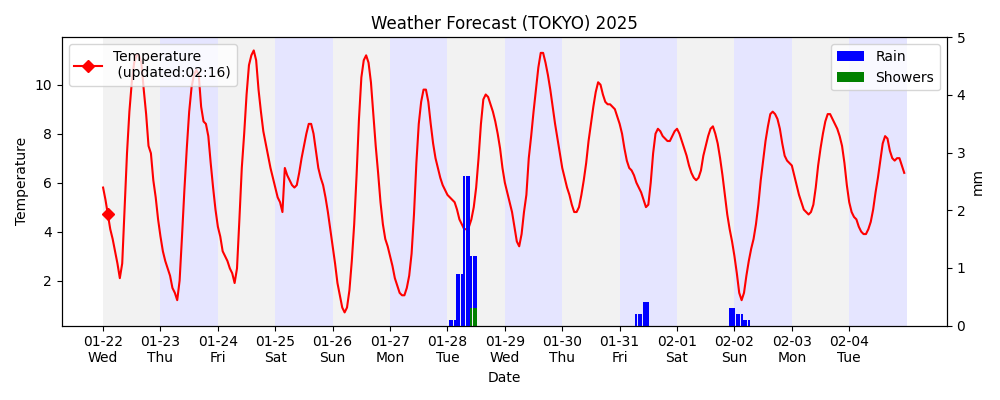 Weather Forecast (TOKYO) 2025
Temperature
(updated:02:16)
Rain
Showers
10
8
6
4
2
5
4
3
2
1
0
Temperature
mm
01-22 01-23 01-24 01-25 01-26 01-27 01-28 01-29 01-30 01-31 02-01 02-02 02-03 02-04
Wed Thu Fri Sat Sun Mon Tue Wed Thu Fri Sat Sun Mon Tue
Date